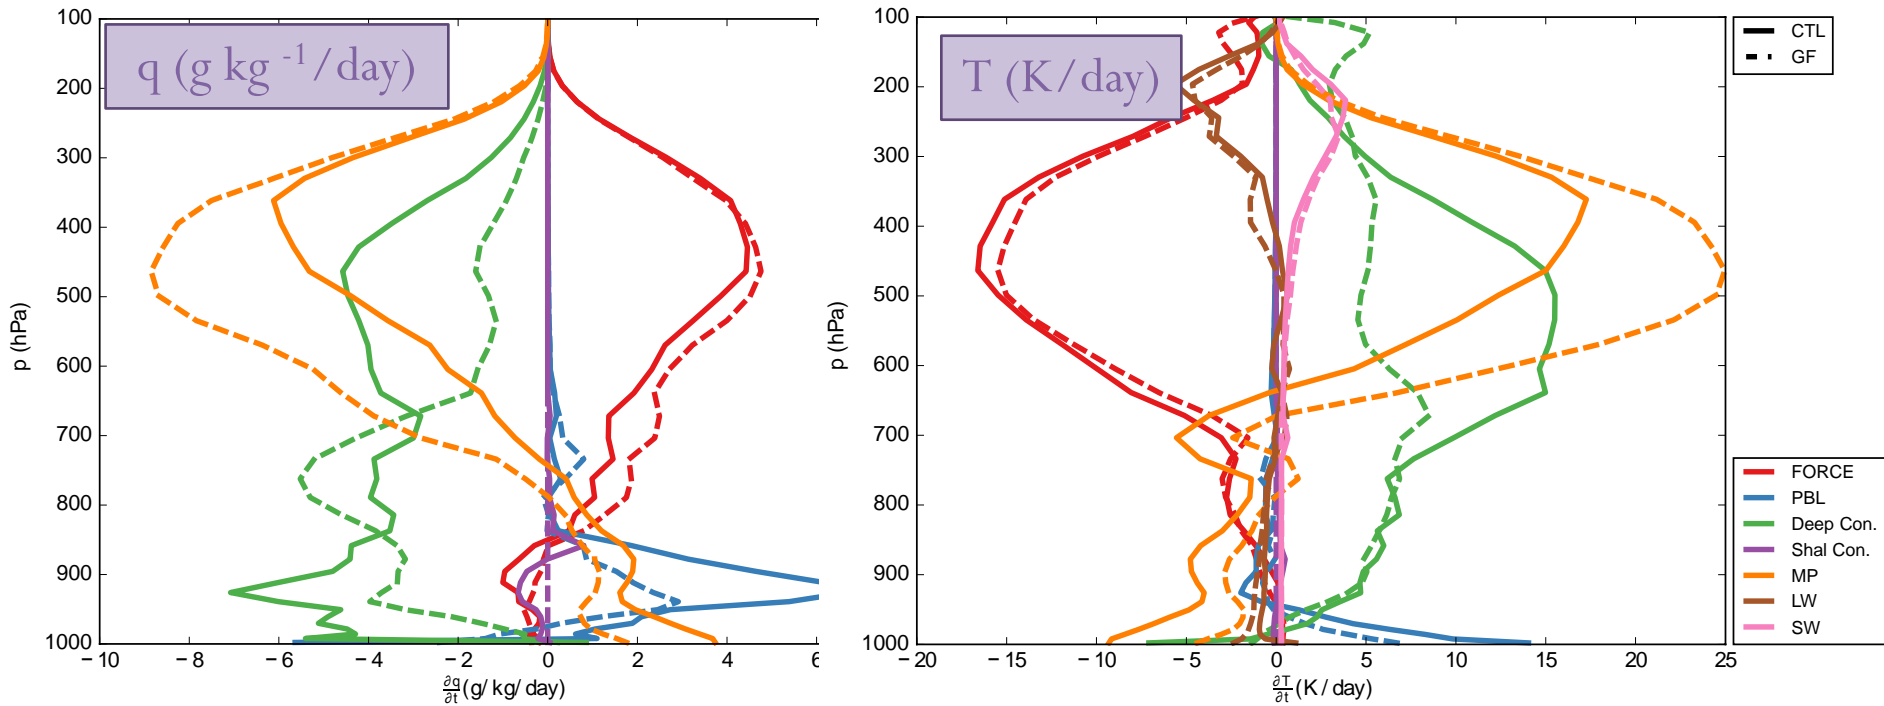 q (g kg -1/day)
T (K/day)
100
200
300
400
500
600
700
800
900
1000
p (hPa)
−10 −8 −6 −4 −2 0 2 4 6
∂q/∂t (g/kg/day)
100
200
300
400
500
600
700
800
900
1000
p (hPa)
−20 −15 −10 −5 0 5 10 15 20 25
∂T/∂t (K/day)
CTL
GF
FORCE
PBL
Deep Con.
Shal Con.
MP
LW
SW